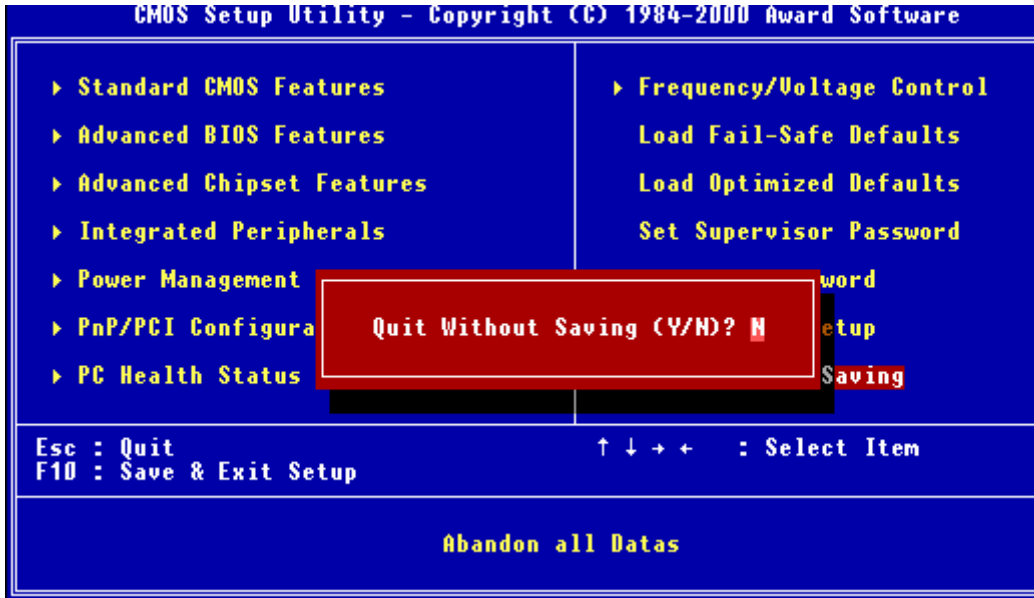 CMOS Setup Utility - Copyright (C) 1984-2000 Award Software
▸ Standard CMOS Features
▸ Advanced BIOS Features
▸ Advanced Chipset Features
▸ Integrated Peripherals
▸ Power Management
▸ PnP/PCI Configura
▸ PC Health Status
▸ Frequency/Voltage Control
Load Fail-Safe Defaults
Load Optimized Defaults
Set Supervisor Password
word
etup
Saving
Quit Without Saving (Y/N)? N
Esc : Quit
F10 : Save & Exit Setup
↑ ↓ → ← : Select Item
Abandon all Datas